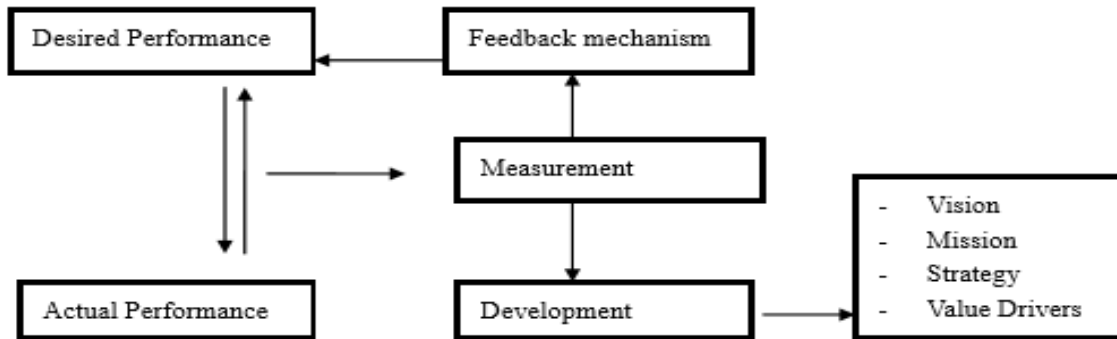 Desired Performance
Feedback mechanism
Measurement
- Vision
- Mission
- Strategy
- Value Drivers
Actual Performance
Development